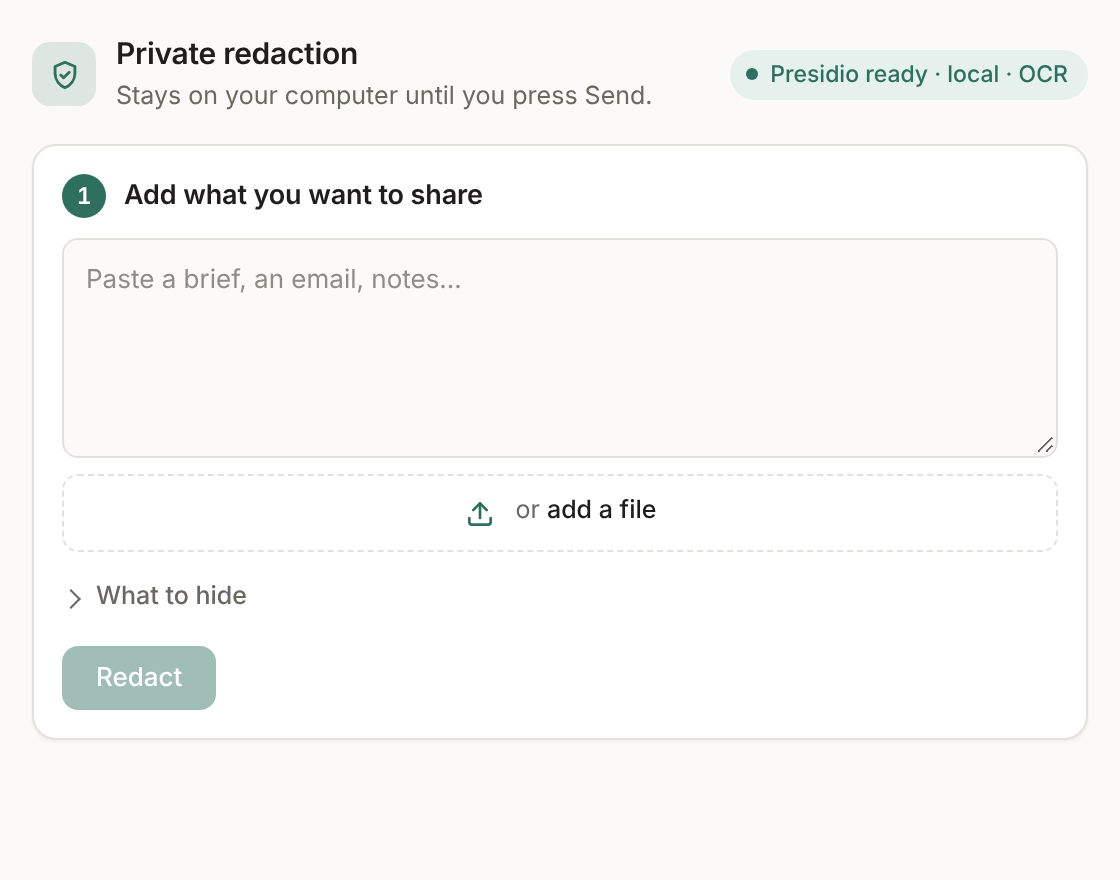 Private redaction
Stays on your computer until you press Send.
Presidio ready · local · OCR
1 Add what you want to share
Paste a brief, an email, notes...
or add a file
What to hide
Redact